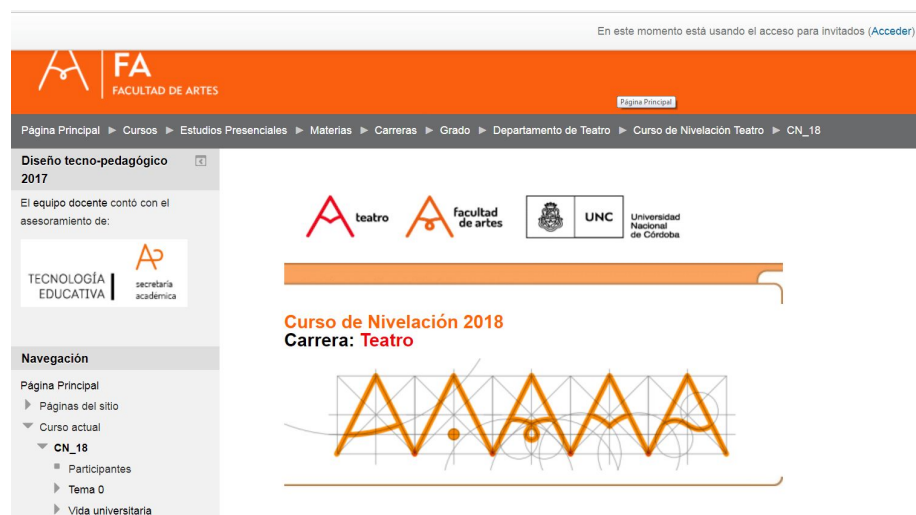 En este momento está usando el acceso para invitados (Acceder)
FA
FACULTAD DE ARTES
Página Principal
Página Principal ► Cursos ► Estudios Presenciales ► Materias ► Carreras ► Grado ► Departamento de Teatro ► Curso de Nivelación Teatro ► CN_18
Diseño tecno-pedagógico
2017
El equipo docente contó con el
asesoramiento de:
TECNOLOGÍA
EDUCATIVA
secretaría
académica
Navegación
Página Principal
Páginas del sitio
Curso actual
CN_18
Participantes
Tema 0
Vida universitaria
teatro
facultad
de artes
UNC
Universidad
Nacional
de Córdoba
Curso de Nivelación 2018
Carrera: Teatro